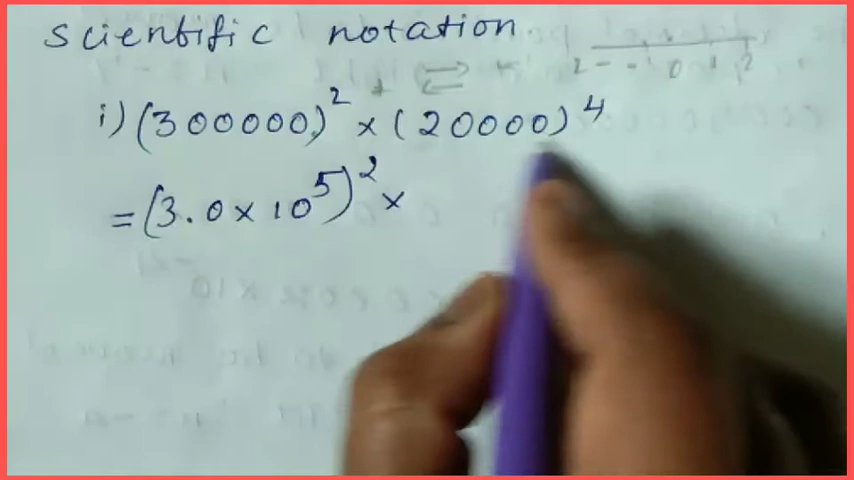 scientific notation
i) (300000)² × (20000)⁴
= (3.0 × 10⁵)² ×